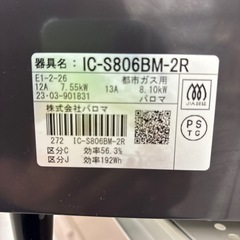 器具名： IC-S806BM-2R
E1-2-26 都市ガス用
12A 7.55kW 13A 8.10kW
23・03-901831 パロマ
株式会社パロマ
272 IC-S806BM-2R
区分C 効率56.3%
区分J 効率192Wh
JIA
PS
TG